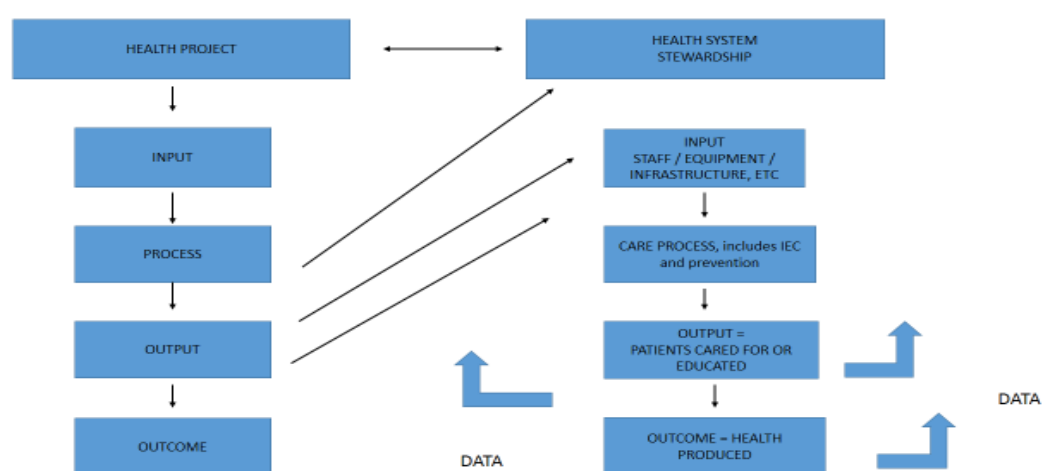 HEALTH PROJECT
HEALTH SYSTEM
STEWARDSHIP
INPUT
INPUT
STAFF / EQUIPMENT /
INFRASTRUCTURE, ETC
PROCESS
CARE PROCESS, includes IEC
and prevention
OUTPUT
OUTPUT =
PATIENTS CARED FOR OR
EDUCATED
DATA
OUTCOME
OUTCOME = HEALTH
PRODUCED
DATA